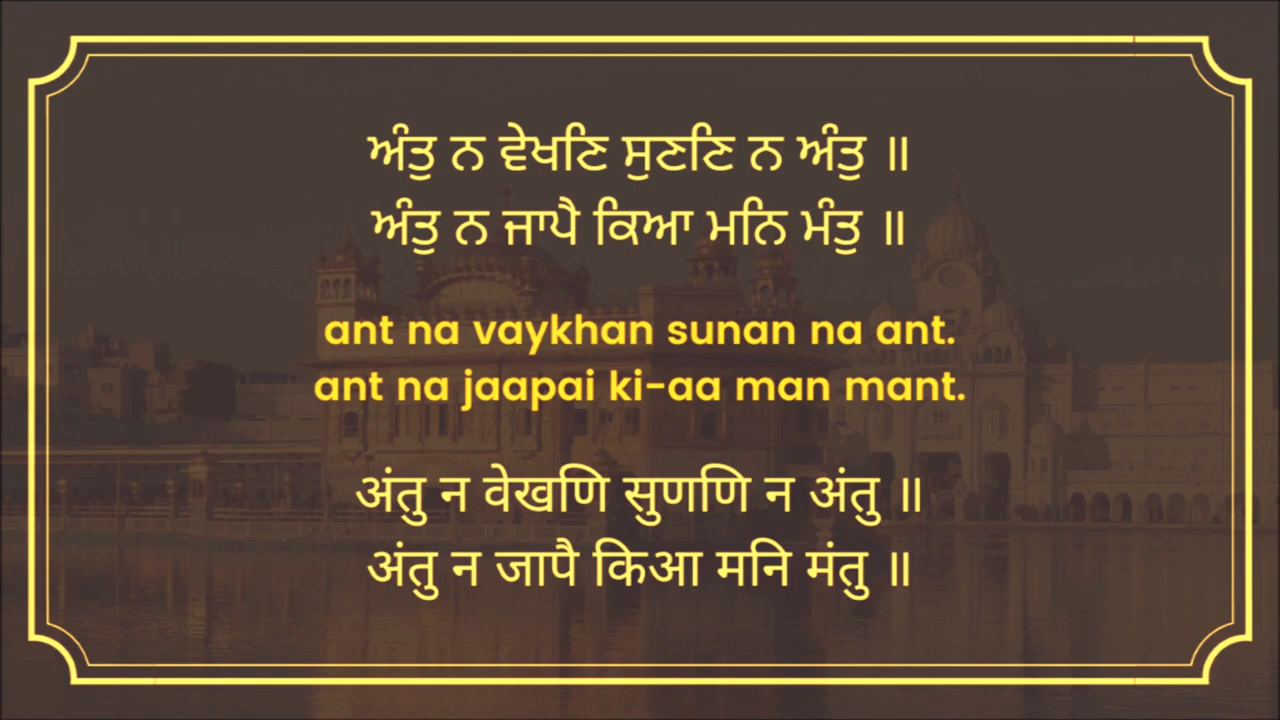 ਅੰਤੁ ਨ ਵੇਖਣਿ ਸੁਣਣਿ ਨ ਅੰਤੁ ॥
ਅੰਤੁ ਨ ਜਾਪੈ ਕਿਆ ਮਨਿ ਮੰਤੁ ॥
ant na vaykhan sunan na ant.
ant na jaapai ki-aa man mant.
अंतु न वेखणि सुणणि न अंतु ॥
अंतु न जापै किआ मनि मंतु ॥